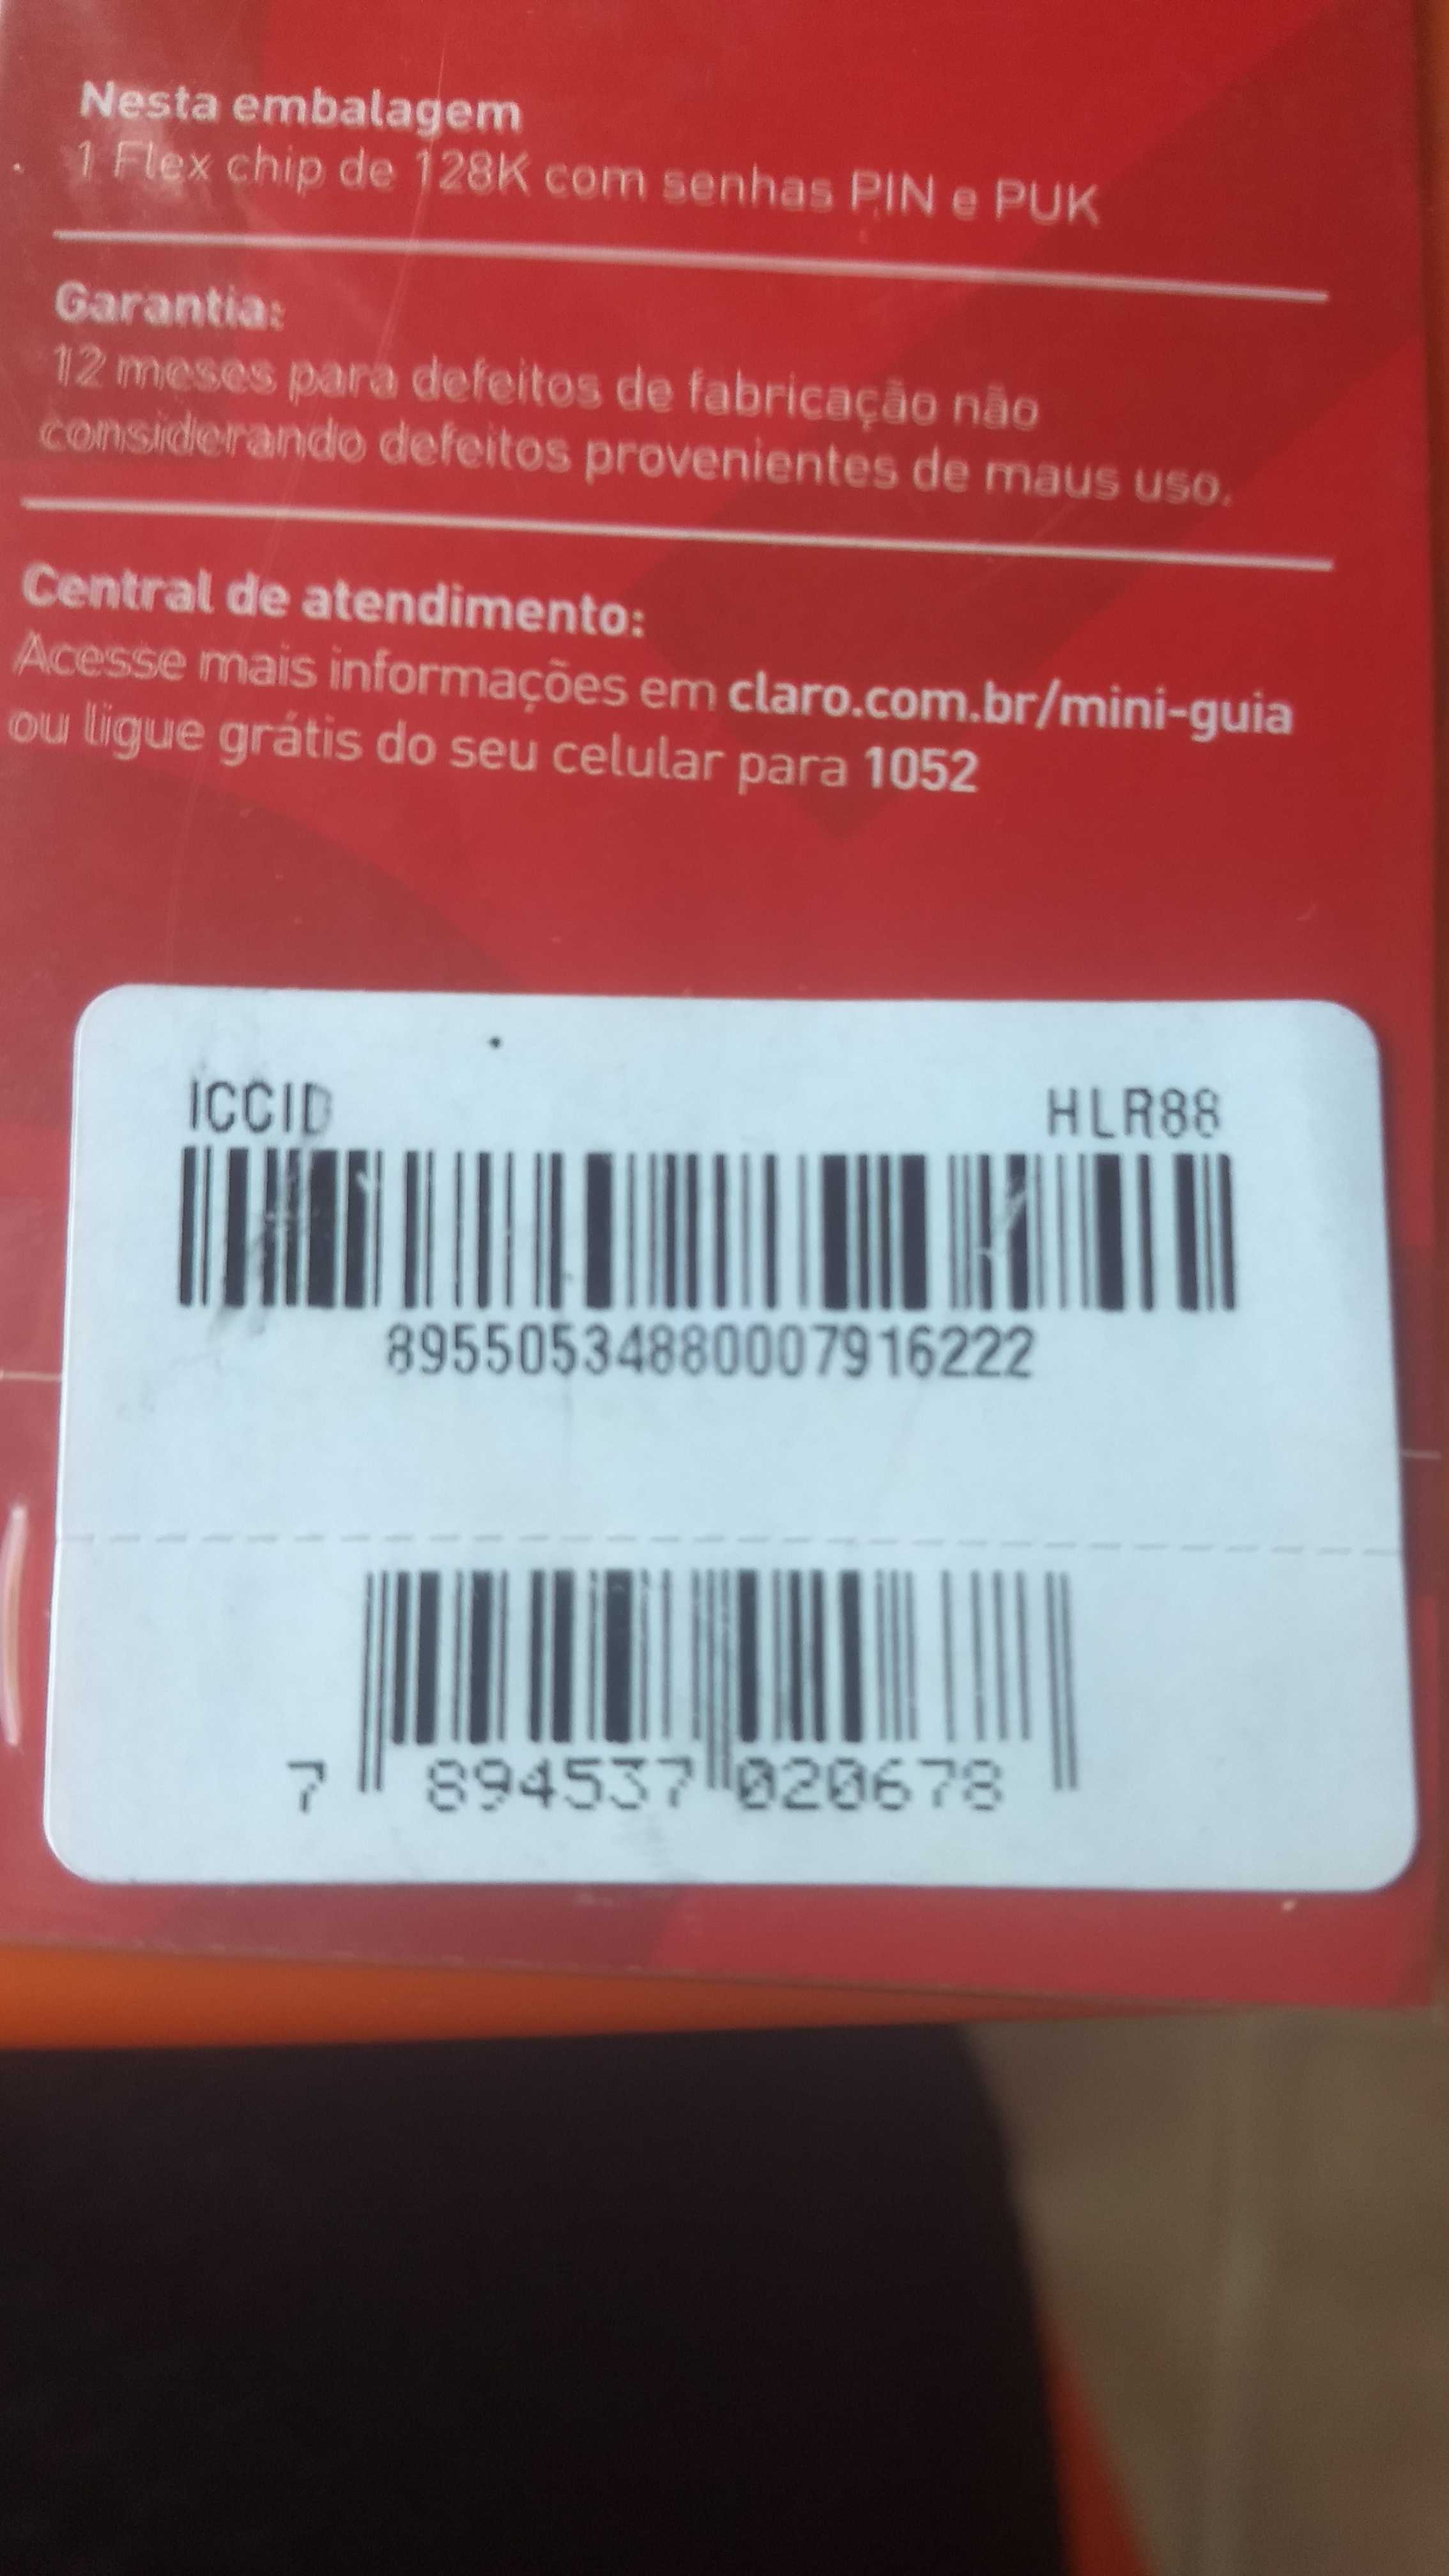 Nesta embalagem
1 Flex chip de 128K com senhas PIN e PUK
Garantia:
12 meses para defeitos de fabricação não
considerando defeitos provenientes de maus uso.
Central de atendimento:
Acesse mais informações em claro.com.br/mini-guia
ou ligue grátis do seu celular para 1052
ICCID HLR88
89550534880007916222
7 894537 020678